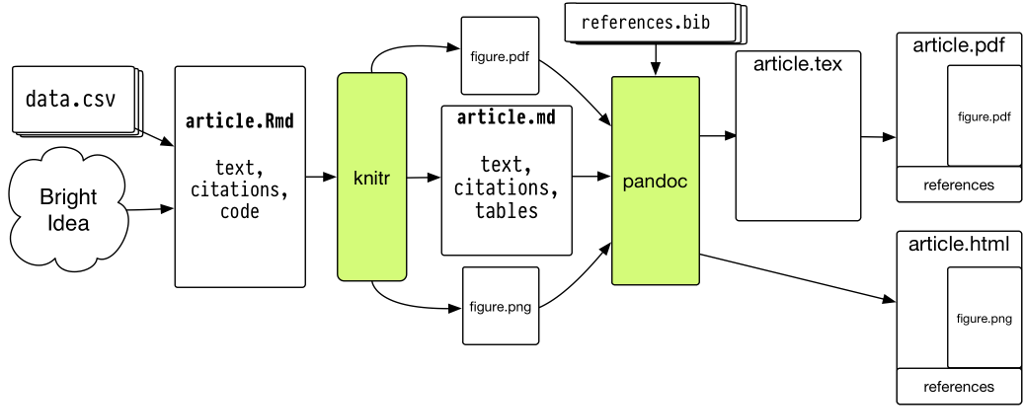 data.csv
Bright
Idea
article.Rmd
text,
citations,
code
knitr
figure.pdf
article.md
text,
citations,
tables
figure.png
references.bib
pandoc
article.tex
article.pdf
figure.pdf
references
article.html
figure.png
references